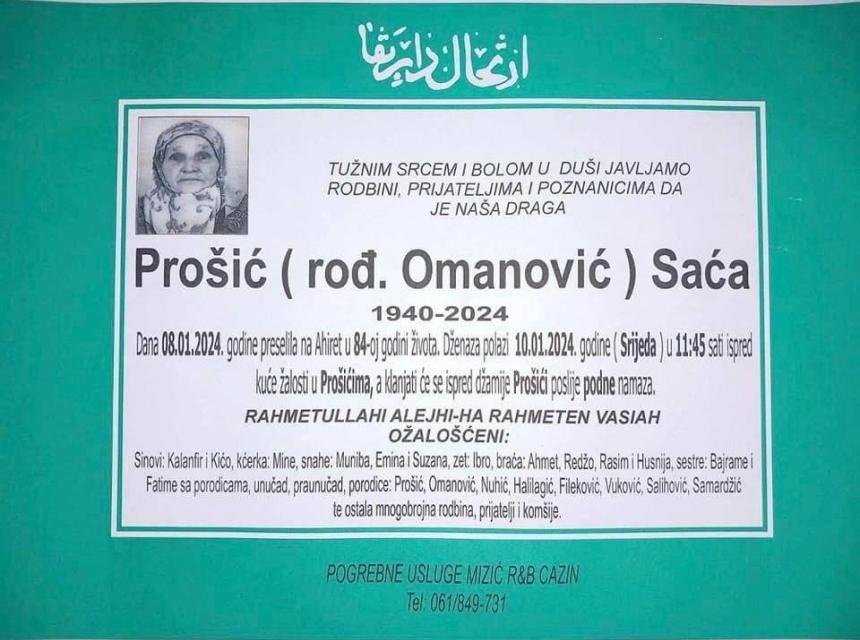 TUŽNIM SRCEM I BOLOM U DUŠI JAVLJAMO
RODBINI, PRIJATELJIMA I POZNANICIMA DA
JE NAŠA DRAGA
Prošić ( rođ. Omanović ) Saća
1940-2024
Dana 08.01.2024. godine preselila na Ahiret u 84-oj godini života. Dženaza polazi 10.01.2024. godine ( Srijeda ) u 11:45 sati ispred
kuće žalosti u Prošićima, a klanjati će se ispred džamije Prošići poslije podne namaza.
RAHMETULLAHI ALEJHI-HA RAHMETEN VASIAH
OŽALOŠĆENI:
Sinovi: Kalanfir i Kićo, kćerka: Mine, snahe: Muniba, Emina i Suzana, zet: Ibro, braća: Ahmet, Redžo, Rasim i Husnija, sestre: Bajrame i
Fatime sa porodicama, unučad, praunučad, porodice: Prošić, Omanović, Nuhić, Halilagić, Fileković, Vuković, Salihović, Samardžić
te ostala mnogobrojna rodbina, prijatelji i komšije.
POGREBNE USLUGE MIZIĆ R&B CAZIN
Tel: 061/849-731